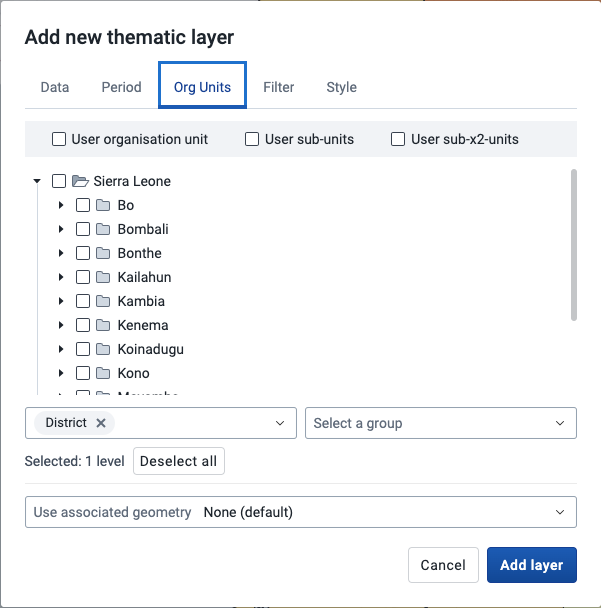 Add new thematic layer
Data Period Org Units Filter Style
User organisation unit User sub-units User sub-x2-units
Sierra Leone
Bo
Bombali
Bonthe
Kailahun
Kambia
Kenema
Koinadugu
Kono
District Select a group
Selected: 1 level Deselect all
Use associated geometry None (default)
Cancel Add layer